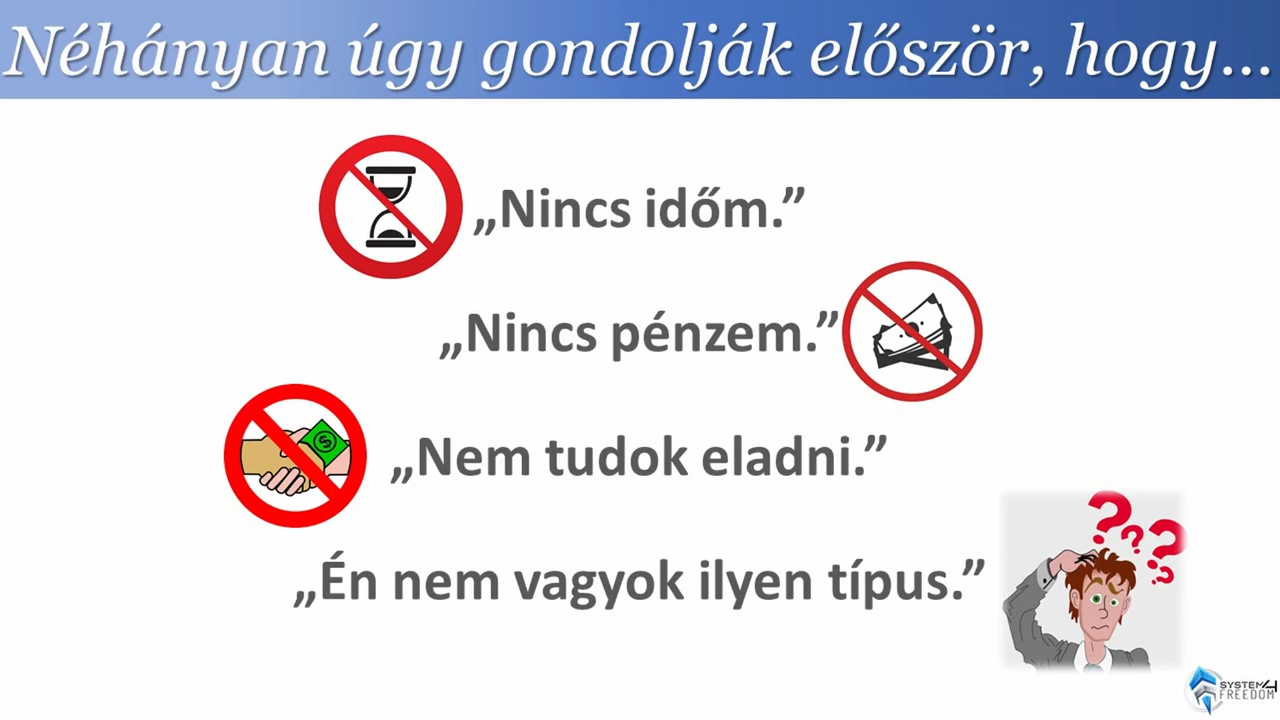 Néhányan úgy gondolják először, hogy...
„Nincs időm.”
„Nincs pénzem.”
„Nem tudok eladni.”
„Én nem vagyok ilyen típus.”
SYSTEM4
FREEDOM